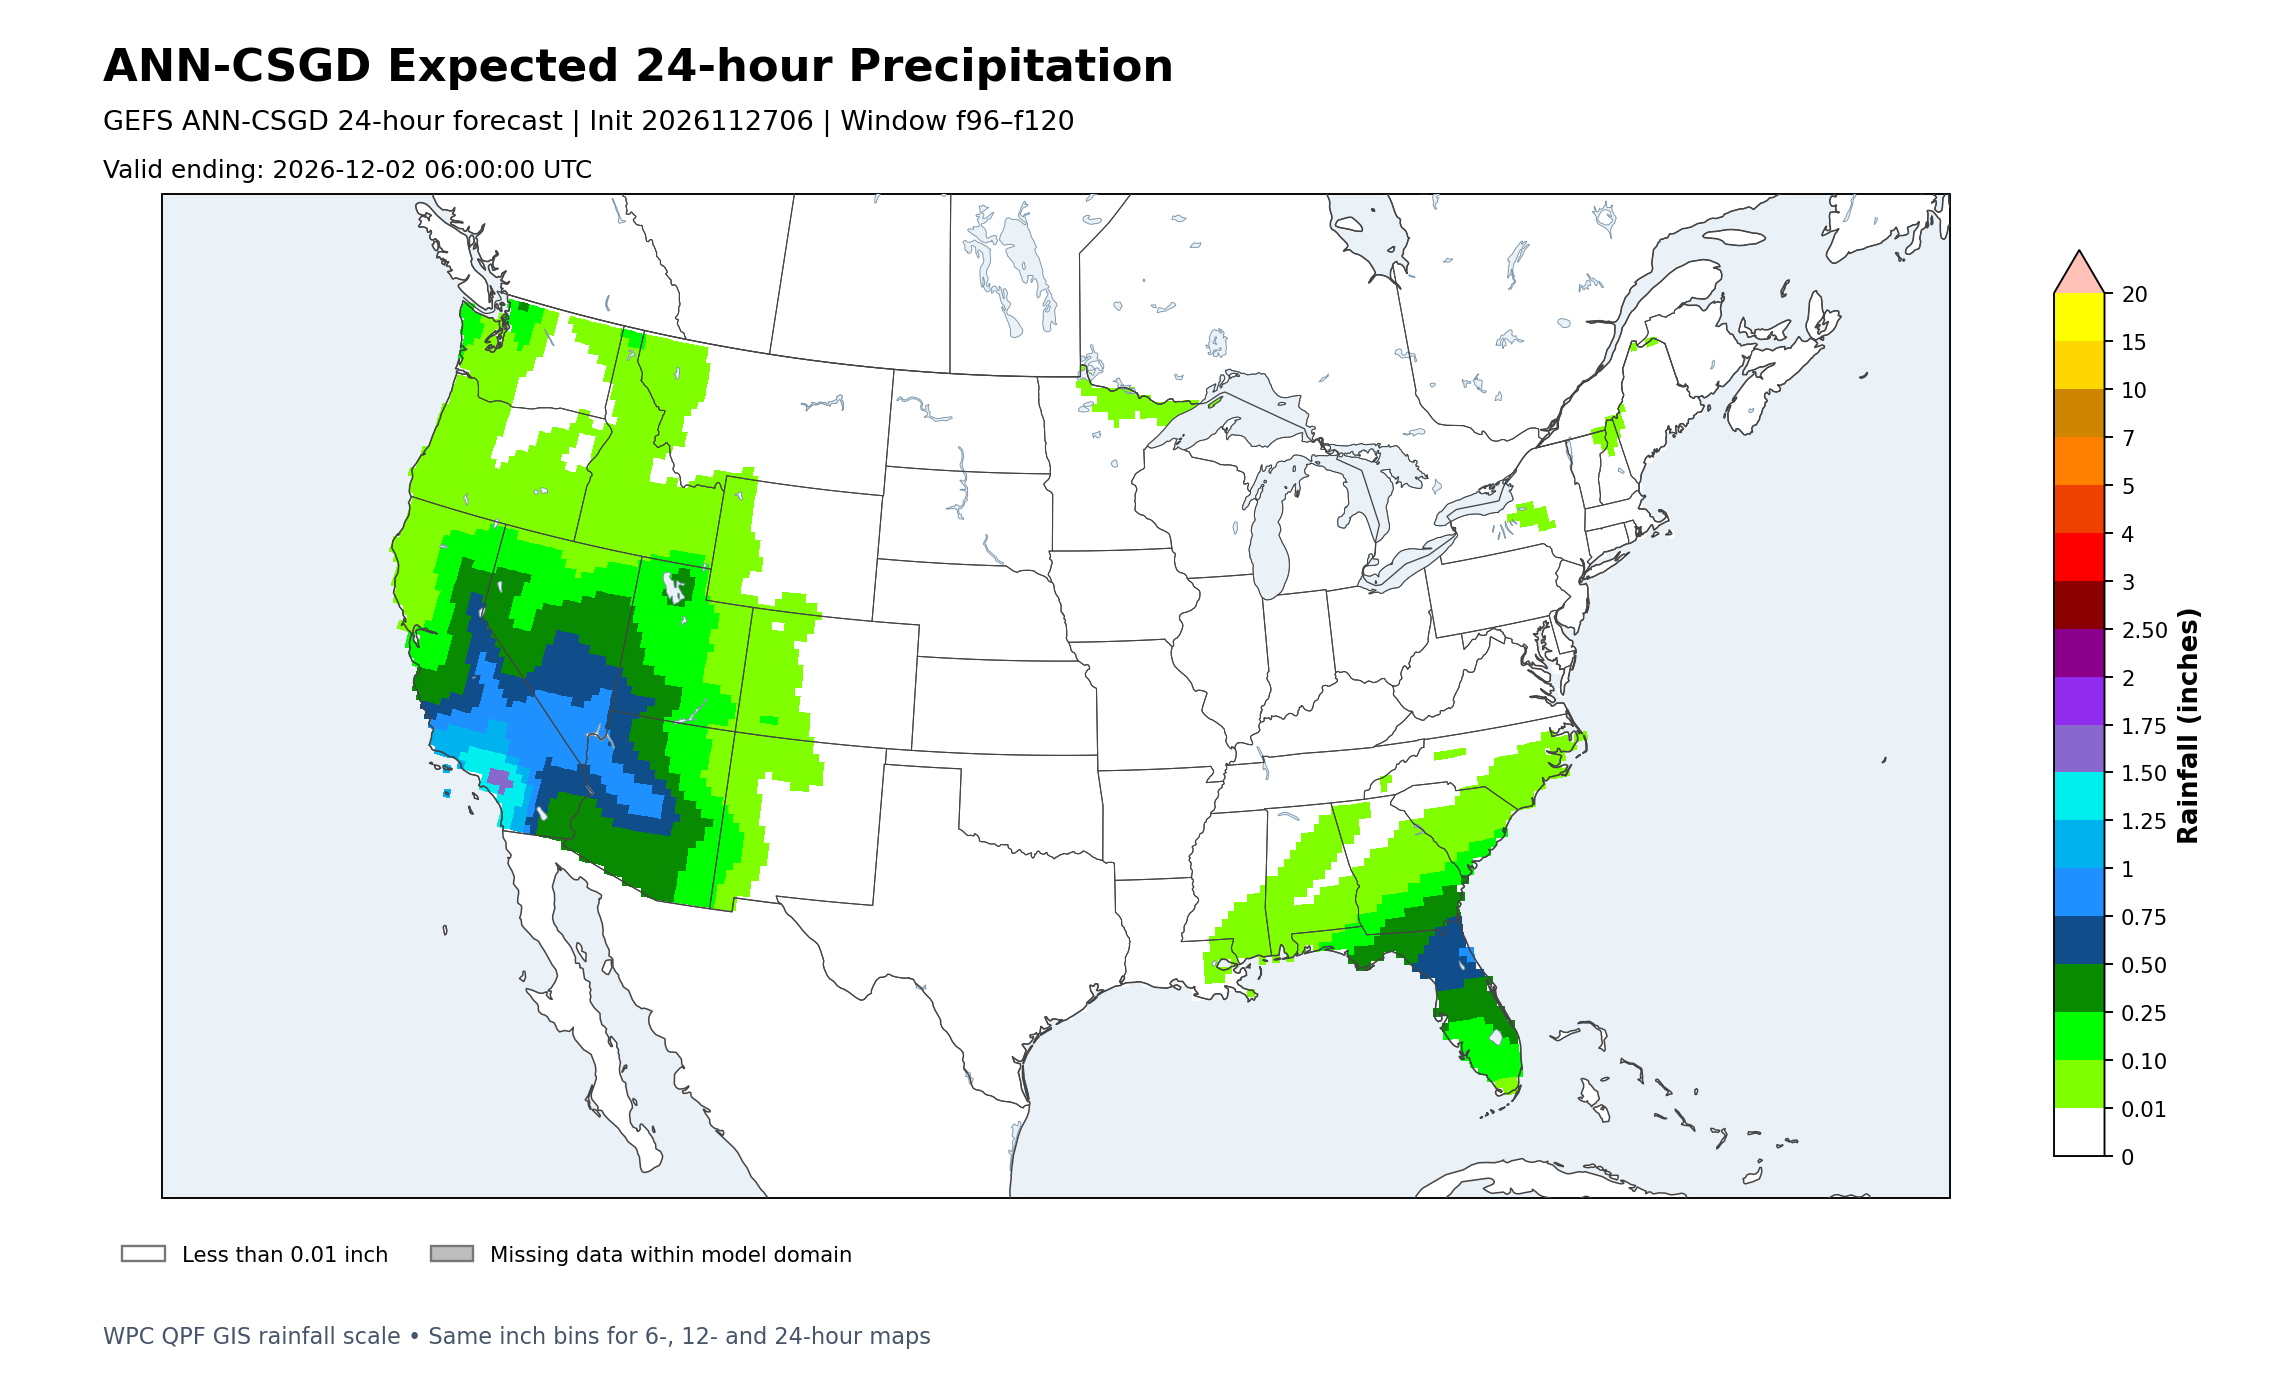 ANN-CSGD Expected 24-hour Precipitation
GEFS ANN-CSGD 24-hour forecast | Init 2026112706 | Window f96–f120
Valid ending: 2026-12-02 06:00:00 UTC
20
15
10
7
5
4
3
2.50
2
1.75
1.50
1.25
1
0.75
0.50
0.25
0.10
0.01
0
Rainfall (inches)
Less than 0.01 inch
Missing data within model domain
WPC QPF GIS rainfall scale • Same inch bins for 6-, 12- and 24-hour maps